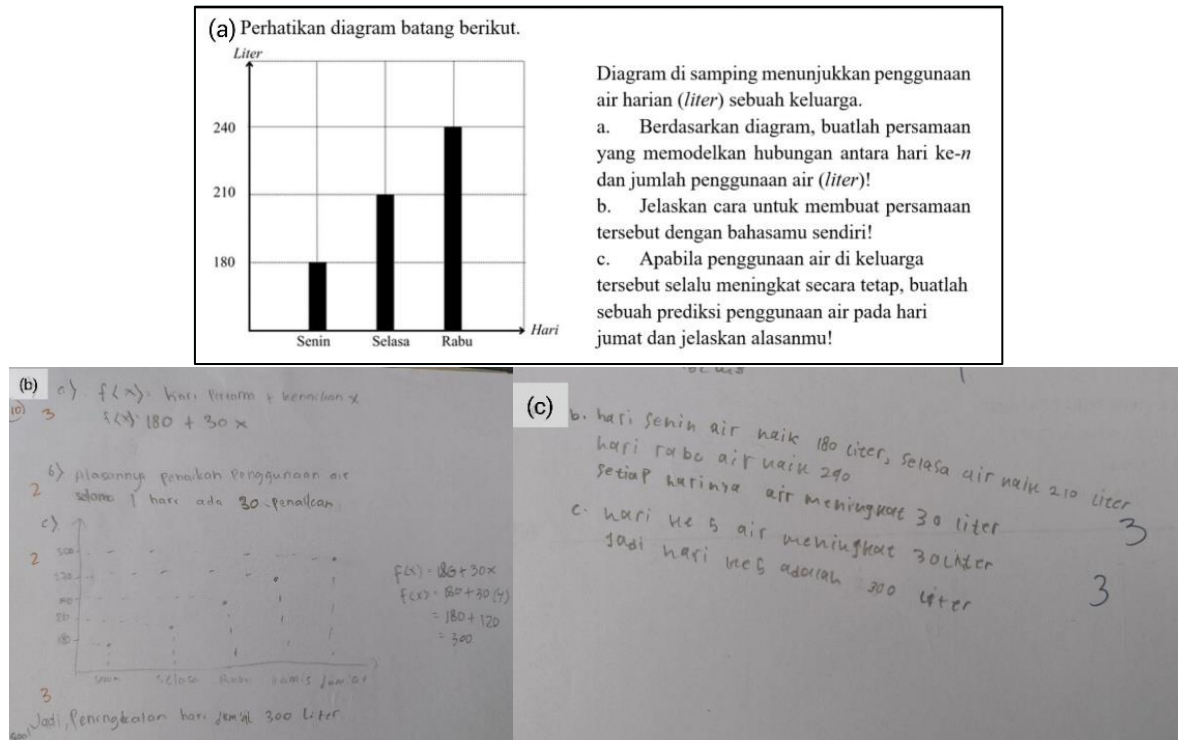 (a) Perhatikan diagram batang berikut.
Liter
240
210
180
Senin Selasa Rabu
Hari
Diagram di samping menunjukkan penggunaan
air harian (liter) sebuah keluarga.
a. Berdasarkan diagram, buatlah persamaan
yang memodelkan hubungan antara hari ke-n
dan jumlah penggunaan air (liter)!
b. Jelaskan cara untuk membuat persamaan
tersebut dengan bahasamu sendiri!
c. Apabila penggunaan air di keluarga
tersebut selalu meningkat secara tetap, buatlah
sebuah prediksi penggunaan air pada hari
jumat dan jelaskan alasanmu!
(b)
a) f(x) = hari + kenaikan x
3
f(x) = 180 + 30 x
b) Alasannya penggunaan air
2
selama 1 hari ada 30
c)
2
Senin Selasa Rabu kamis Jum'at
f(x) = 180 + 30x
f(x) = 180 + 30(4)
= 180 + 120
= 300
3
Jadi, Peningkatan hari jum'at 300 Liter
(c)
b. hari senin air naik 180 liter, selasa air naik 210 liter
hari rabu air naik 240
setiap harinya air meningkat 30 liter
3
c. hari ke 5 air meningkat 30 liter
Jadi hari ke 5 adalah 300 liter
3